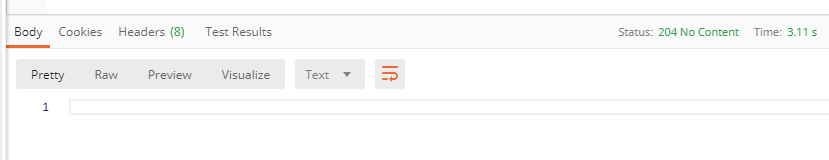 Body Cookies Headers (8) Test Results Status: 204 No Content Time: 3.11 s
Pretty Raw Preview Visualize Text
1